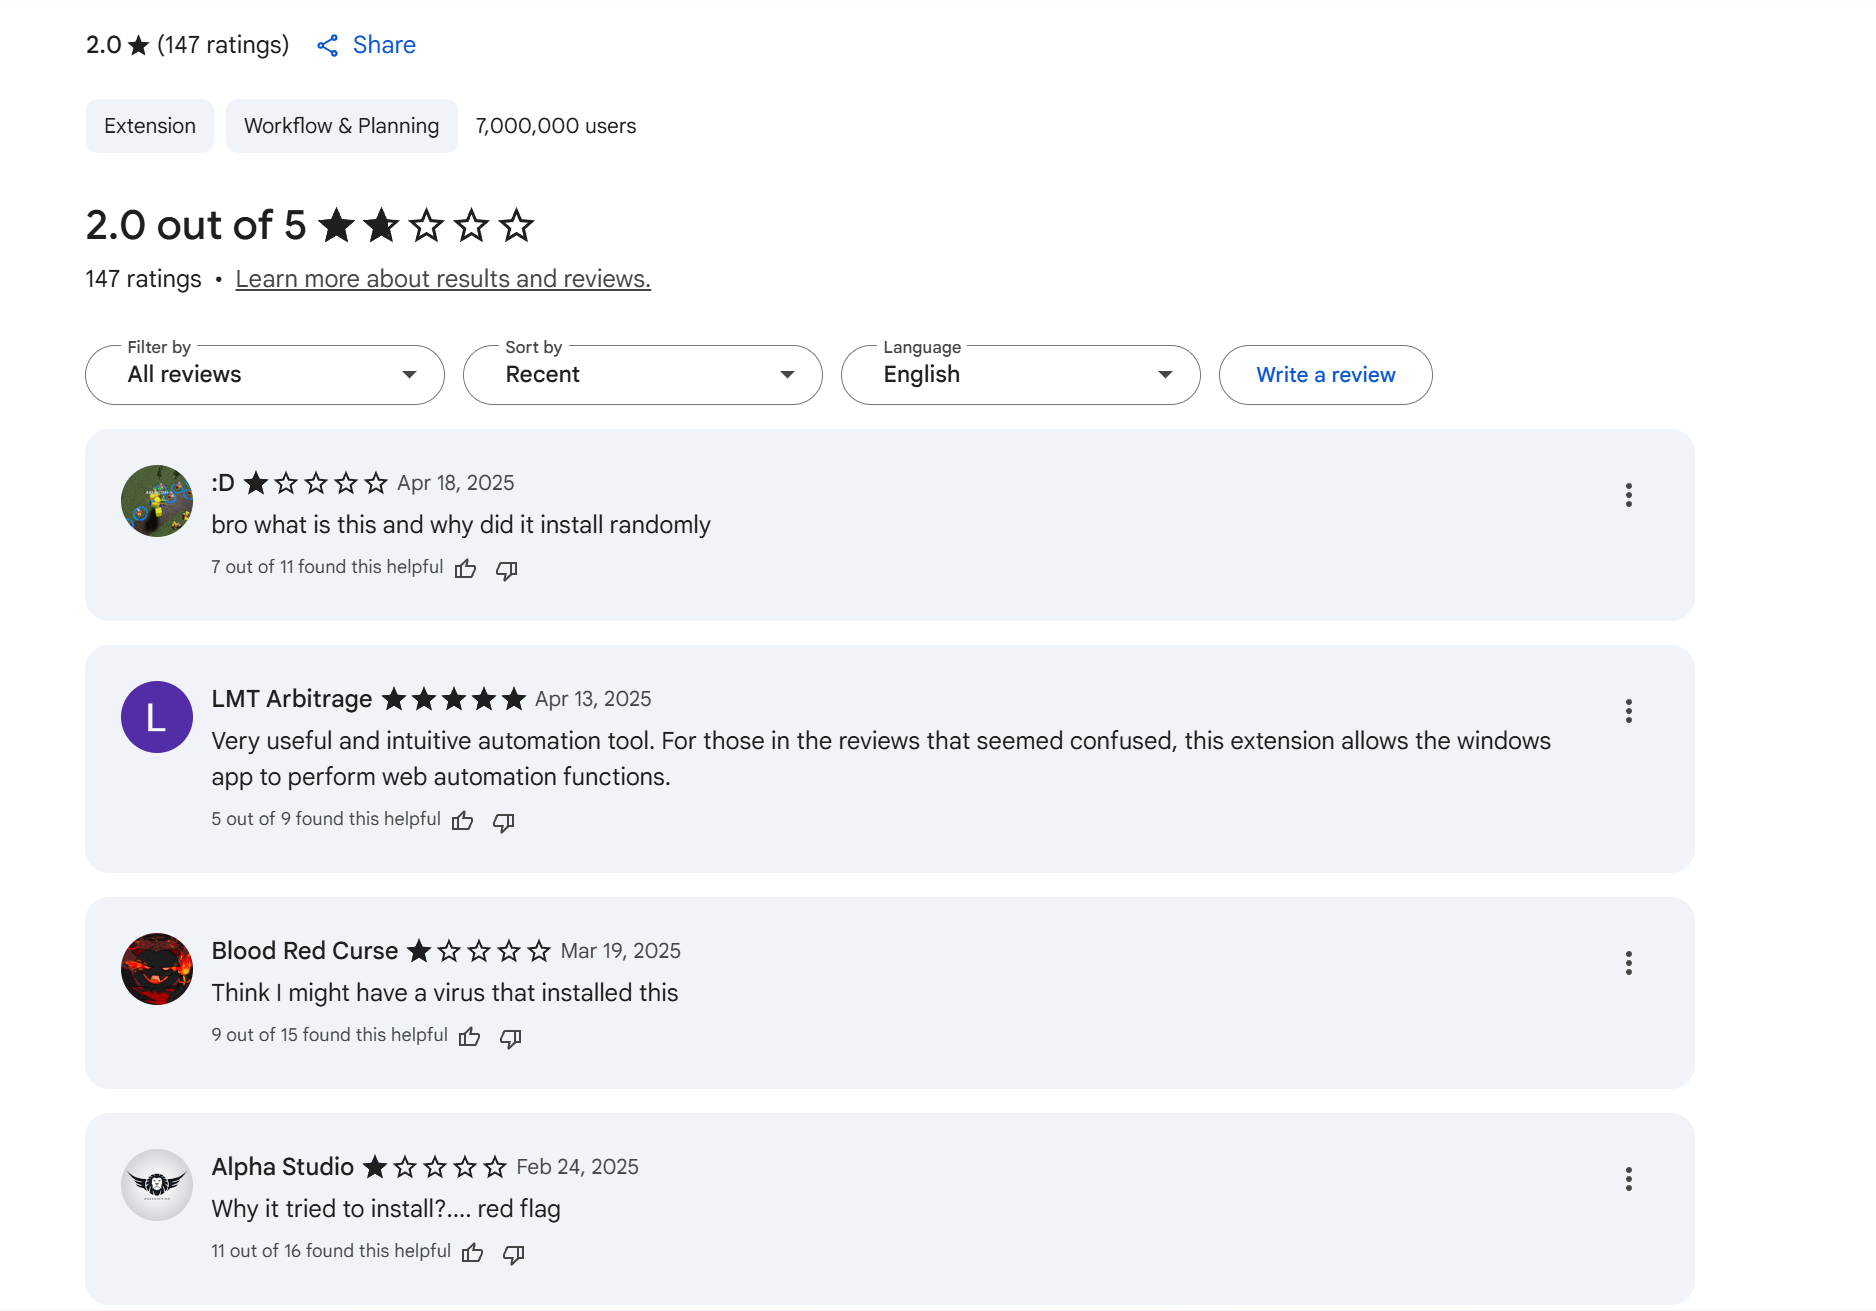 2.0 ★ (147 ratings) Share
Extension Workflow & Planning 7,000,000 users
2.0 out of 5
147 ratings • Learn more about results and reviews.
Filter by
All reviews
Sort by
Recent
Language
English
Write a review
:D Apr 18, 2025
bro what is this and why did it install randomly
7 out of 11 found this helpful
L
LMT Arbitrage Apr 13, 2025
Very useful and intuitive automation tool. For those in the reviews that seemed confused, this extension allows the windows
app to perform web automation functions.
5 out of 9 found this helpful
Blood Red Curse Mar 19, 2025
Think I might have a virus that installed this
9 out of 15 found this helpful
Alpha Studio Feb 24, 2025
Why it tried to install?.... red flag
11 out of 16 found this helpful